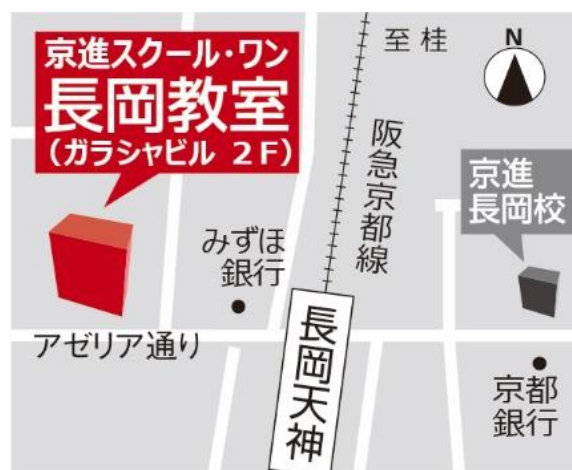 京進スクール・ワン
長岡教室
（ガラシャビル 2F）
至 桂
N
阪急京都線
京進
長岡校
みずほ
銀行
アゼリア通り
長岡天神
京都
銀行